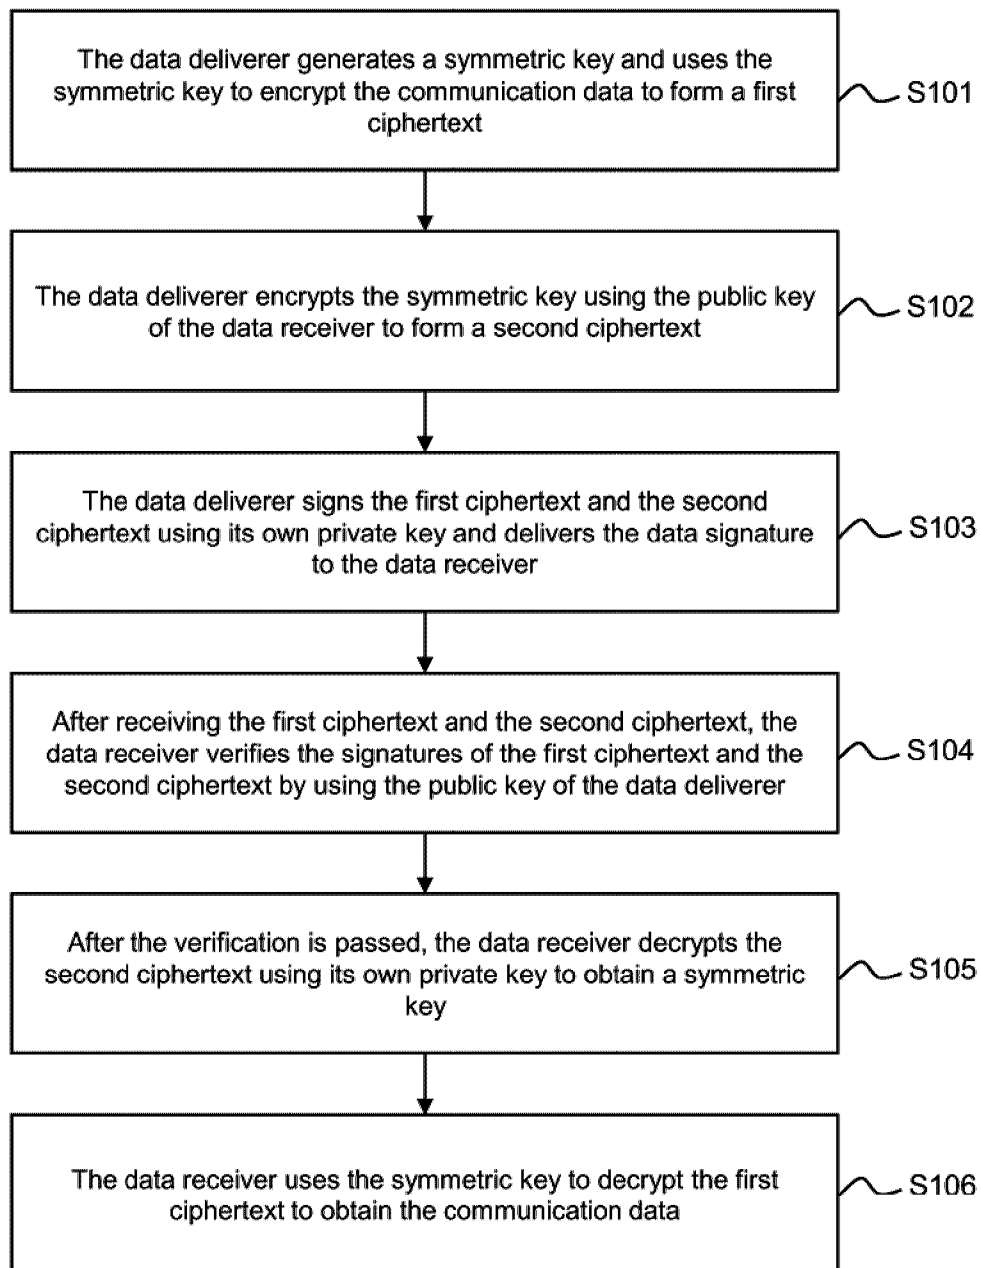 The data deliverer generates a symmetric key and uses the
symmetric key to encrypt the communication data to form a first
ciphertext
S101
The data deliverer encrypts the symmetric key using the public key
of the data receiver to form a second ciphertext
S102
The data deliverer signs the first ciphertext and the second
ciphertext using its own private key and delivers the data signature
to the data receiver
S103
After receiving the first ciphertext and the second ciphertext, the
data receiver verifies the signatures of the first ciphertext and the
second ciphertext by using the public key of the data deliverer
S104
After the verification is passed, the data receiver decrypts the
second ciphertext using its own private key to obtain a symmetric
key
S105
The data receiver uses the symmetric key to decrypt the first
ciphertext to obtain the communication data
S106